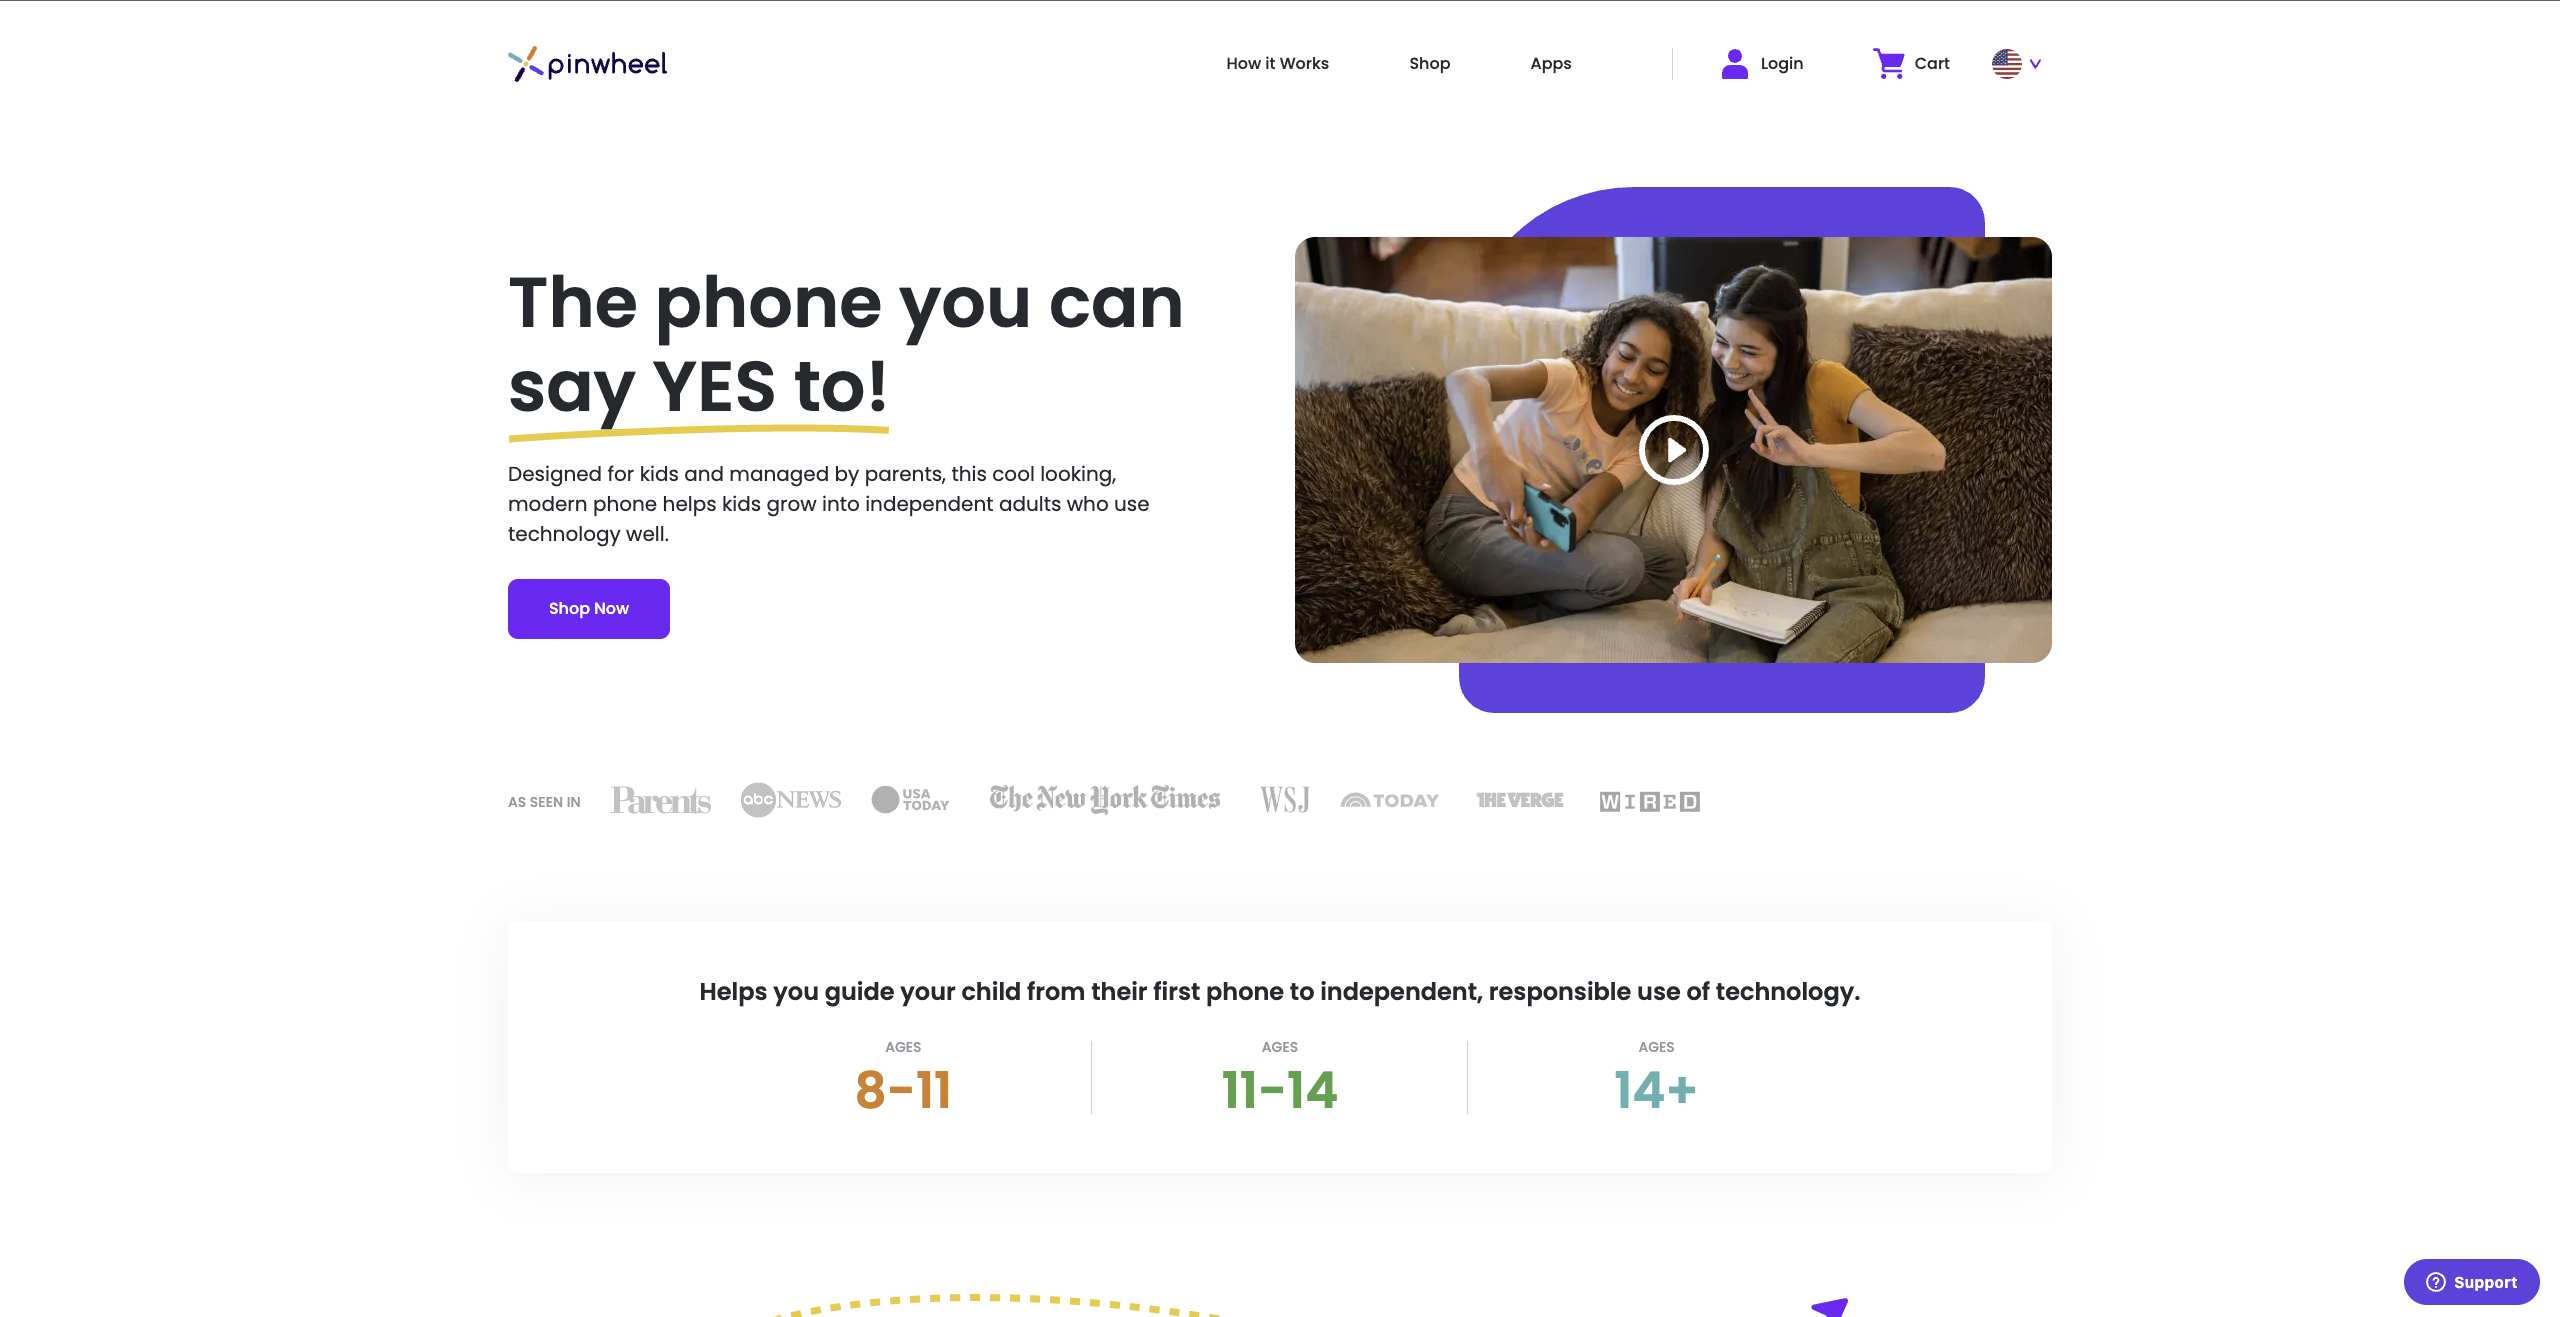 pinwheel
How it Works
Shop
Apps
Login
Cart
The phone you can
say YES to!
Designed for kids and managed by parents, this cool looking,
modern phone helps kids grow into independent adults who use
technology well.
Shop Now
AS SEEN IN
Parents
abc NEWS
USA
TODAY
The New York Times
WSJ
TODAY
THE VERGE
WIRED
Helps you guide your child from their first phone to independent, responsible use of technology.
AGES
8-11
AGES
11-14
AGES
14+
Support